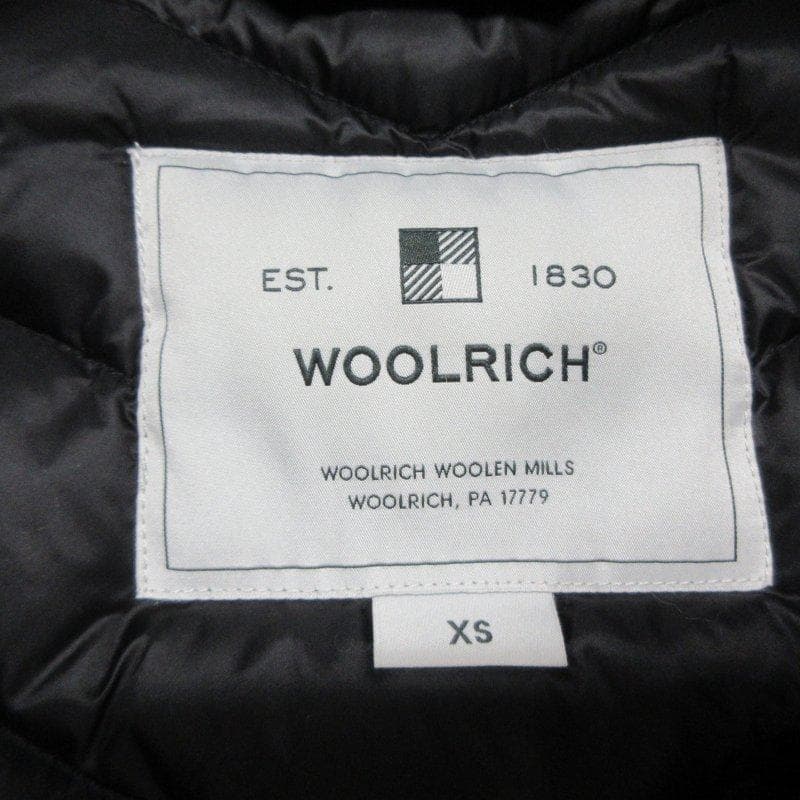 EST. 1830
WOOLRICH®
WOOLRICH WOOLEN MILLS
WOOLRICH, PA 17779
XS